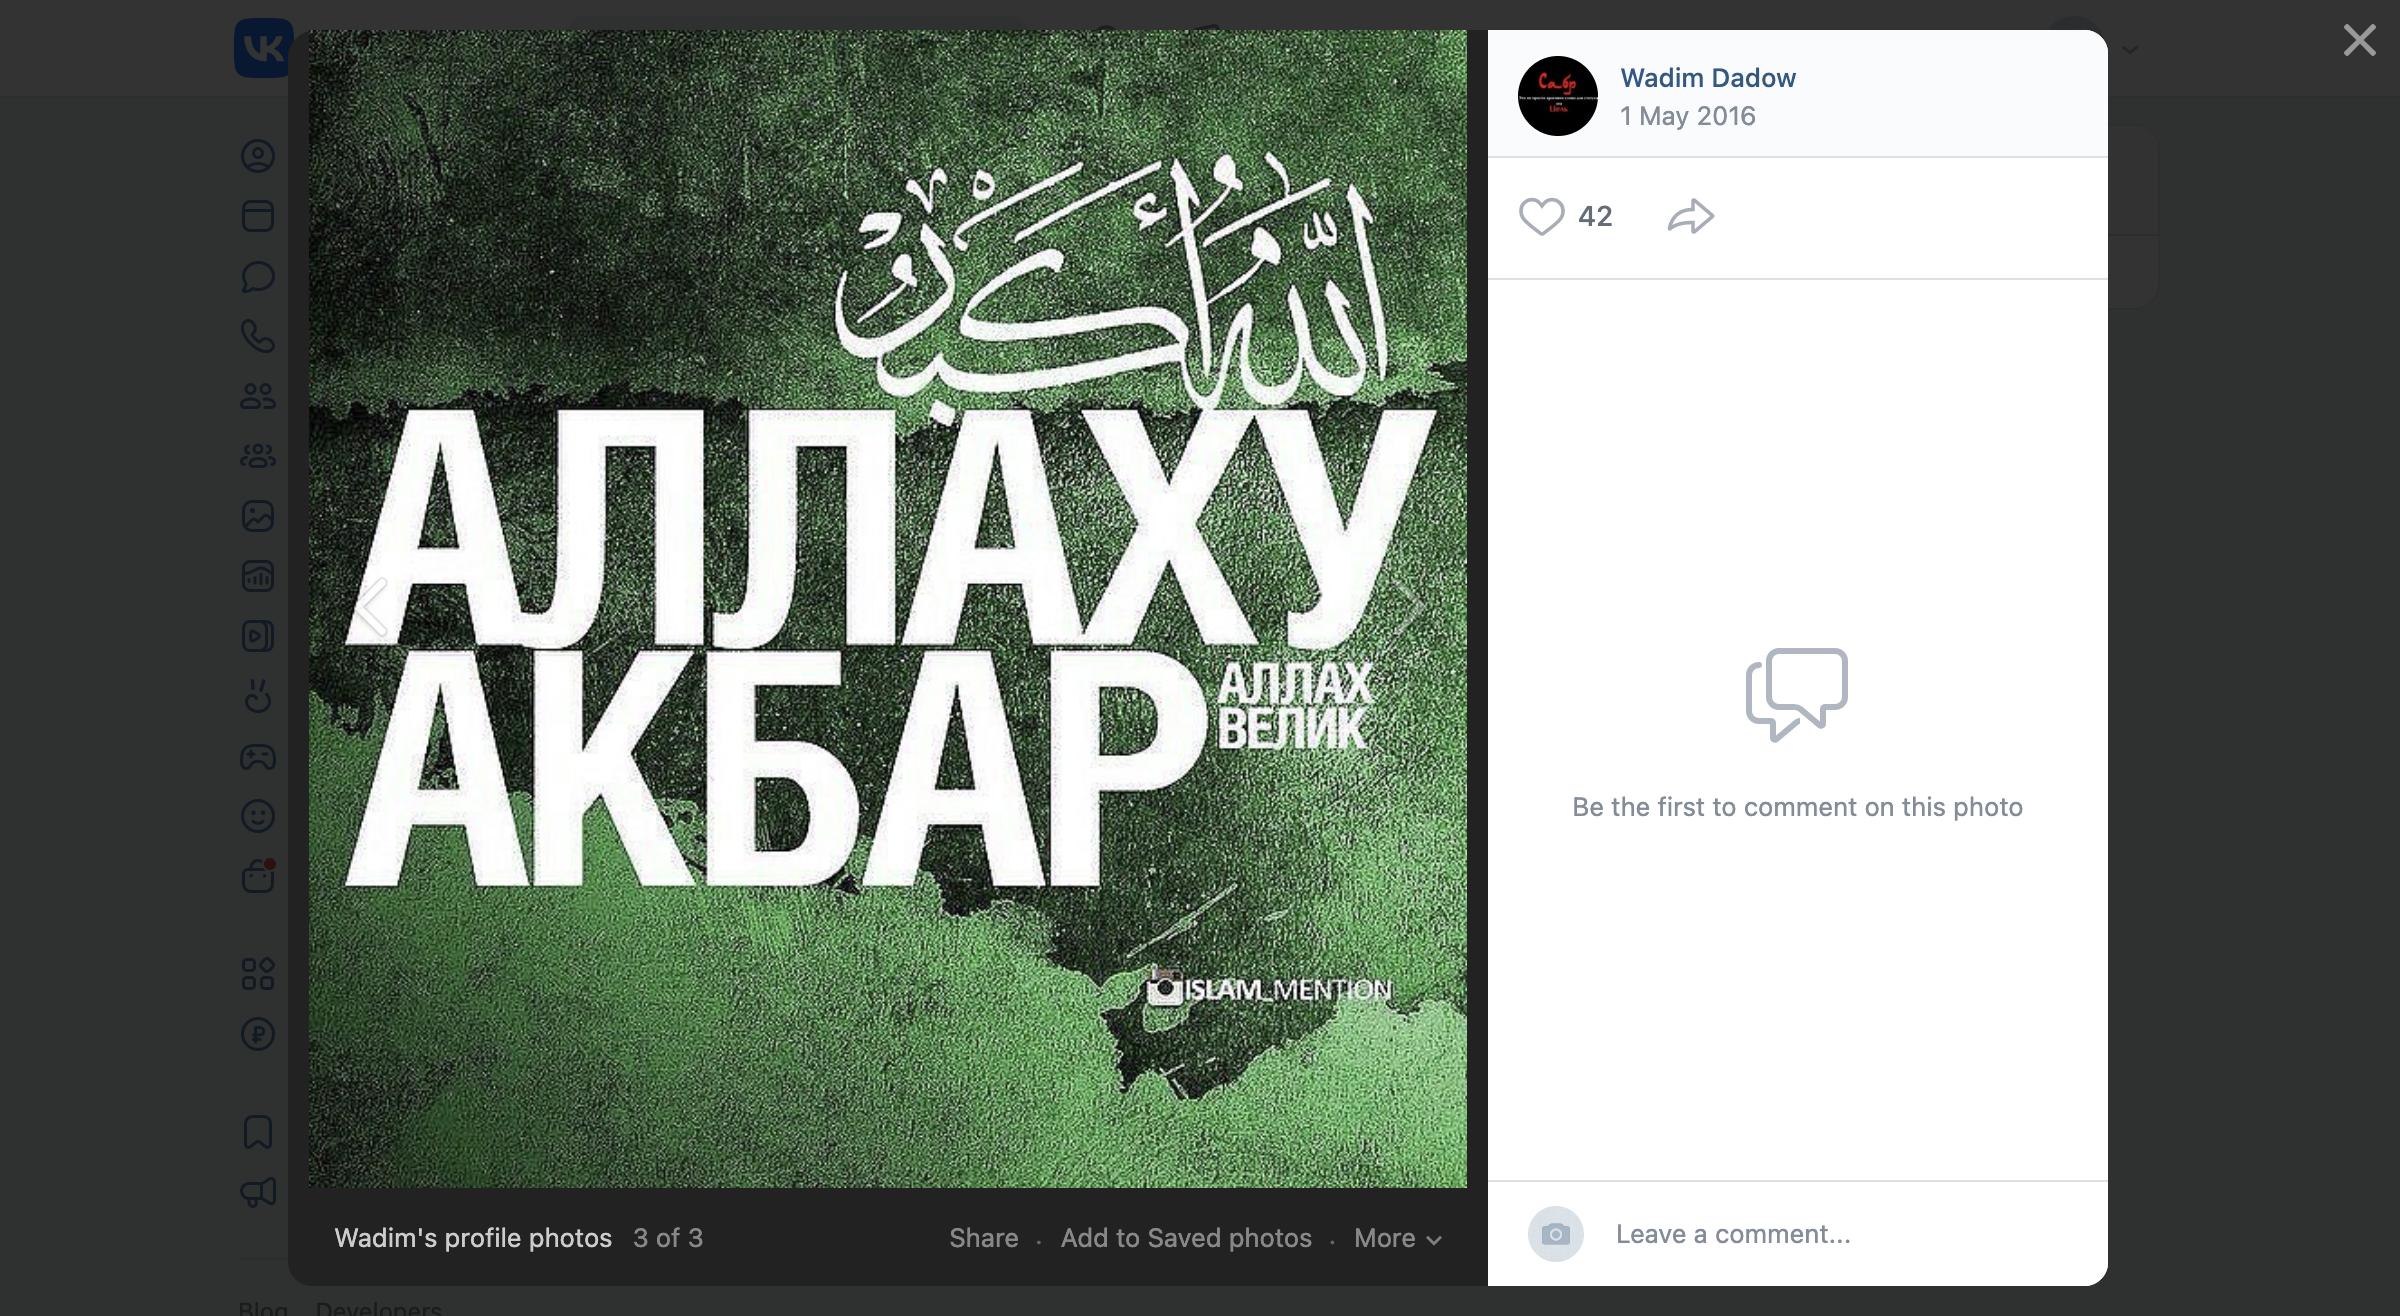 Wadim Dadow
1 May 2016
42
اللهُ أَكْبَرُ
АЛЛАХУ
АКБАР
АЛЛАХ
ВЕЛИК
ISLAM_MENTION
Be the first to comment on this photo
Wadim's profile photos 3 of 3
Share · Add to Saved photos · More
Leave a comment...
Blog Developers
Сабр